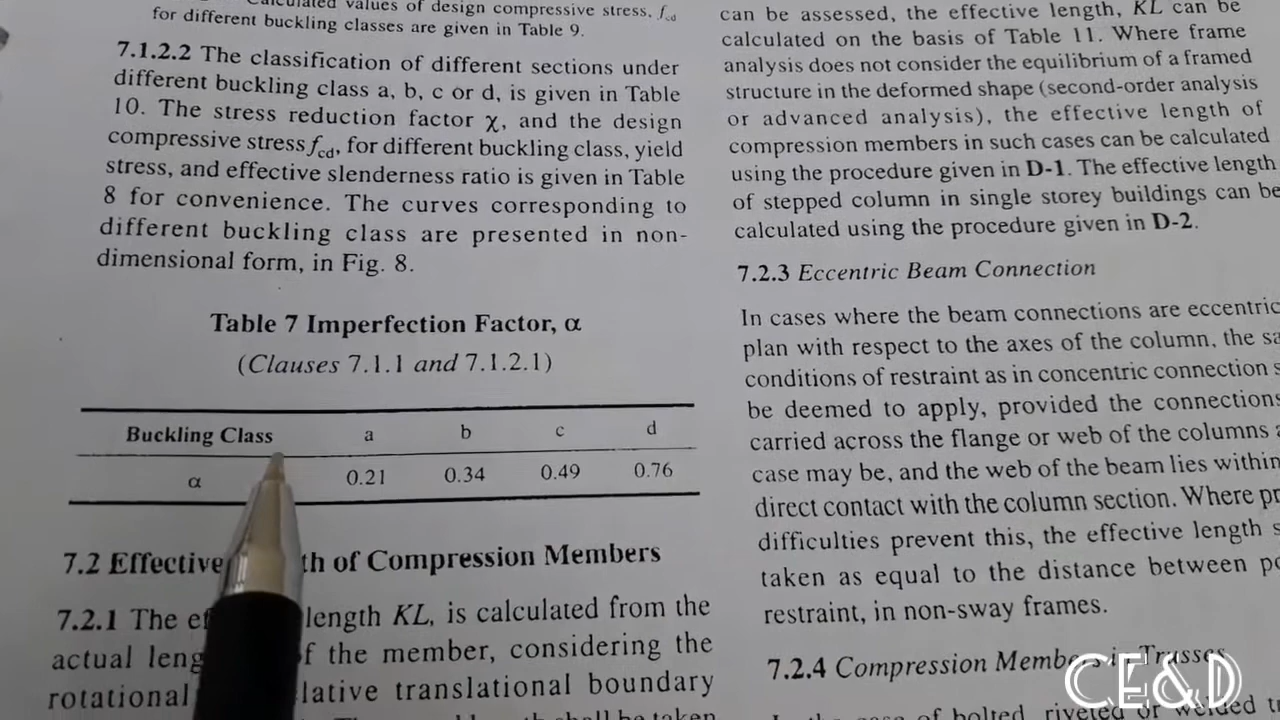 Calculated values of design compressive stress, fcd
for different buckling classes are given in Table 9.
7.1.2.2 The classification of different sections under
different buckling class a, b, c or d, is given in Table
10. The stress reduction factor χ, and the design
compressive stress fcd, for different buckling class, yield
stress, and effective slenderness ratio is given in Table
8 for convenience. The curves corresponding to
different buckling class are presented in non-
dimensional form, in Fig. 8.
Table 7 Imperfection Factor, α
(Clauses 7.1.1 and 7.1.2.1)
Buckling Class a b c d
α 0.21 0.34 0.49 0.76
7.2 Effective of Compression Members
7.2.1 The length KL, is calculated from the
actual of the member, considering the
rotational translational boundary
can be assessed, the effective length, KL can be
calculated on the basis of Table 11. Where frame
analysis does not consider the equilibrium of a framed
structure in the deformed shape (second-order analysis
or advanced analysis), the effective length of
compression members in such cases can be calculated
using the procedure given in D-1. The effective length
of stepped column in single storey buildings can be
calculated using the procedure given in D-2.
7.2.3 Eccentric Beam Connection
In cases where the beam connections are eccentric
plan with respect to the axes of the column, the
conditions of restraint as in concentric connection
be deemed to apply, provided the connections
carried across the flange or web of the columns
case may be, and the web of the beam lies within
direct contact with the column section. Where
difficulties prevent this, the effective length
taken as equal to the distance between
restraint, in non-sway frames.
7.2.4 Compression Members in Trusses
of bolted, riveted or welded
CE&D